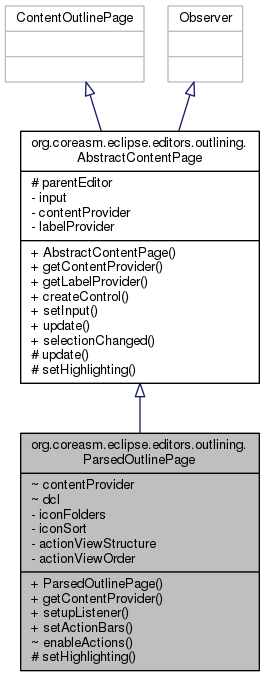 ContentOutlinePage
Observer
org.coreasm.eclipse.editors.outlining.
AbstractContentPage
# parentEditor
- input
- contentProvider
- labelProvider
+ AbstractContentPage()
+ getContentProvider()
+ getLabelProvider()
+ createControl()
+ setInput()
+ update()
+ selectionChanged()
# update()
# setHighlighting()
org.coreasm.eclipse.editors.outlining.
ParsedOutlinePage
~ contentProvider
~ dcl
- iconFolders
- iconSort
- actionViewStructure
- actionViewOrder
+ ParsedOutlinePage()
+ getContentProvider()
+ setupListener()
+ setActionBars()
~ enableActions()
# setHighlighting()